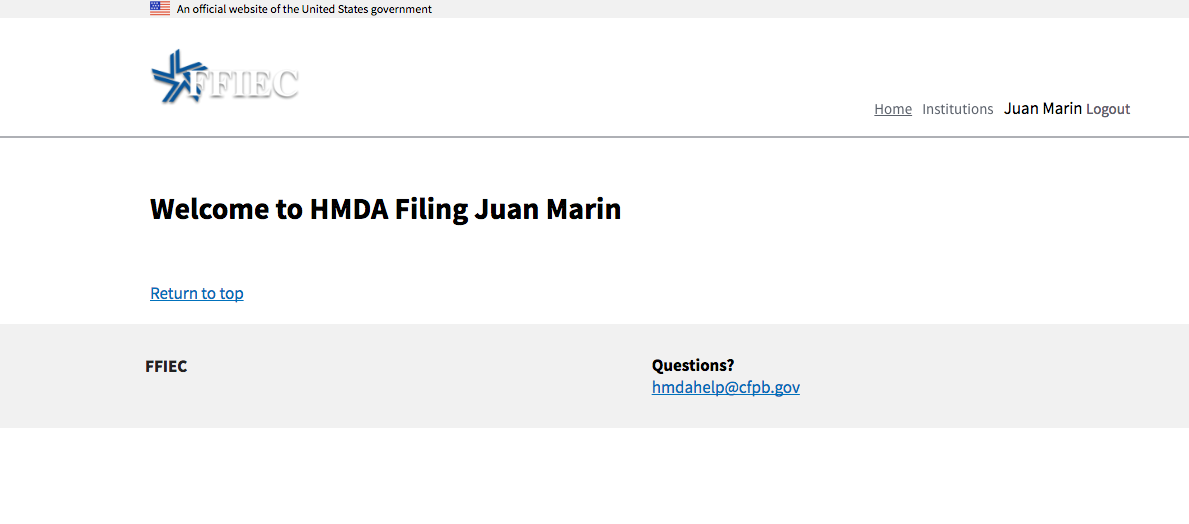 An official website of the United States government
FFIEC
Home Institutions Juan Marin Logout
Welcome to HMDA Filing Juan Marin
Return to top
FFIEC
Questions?
hmdahelp@cfpb.gov